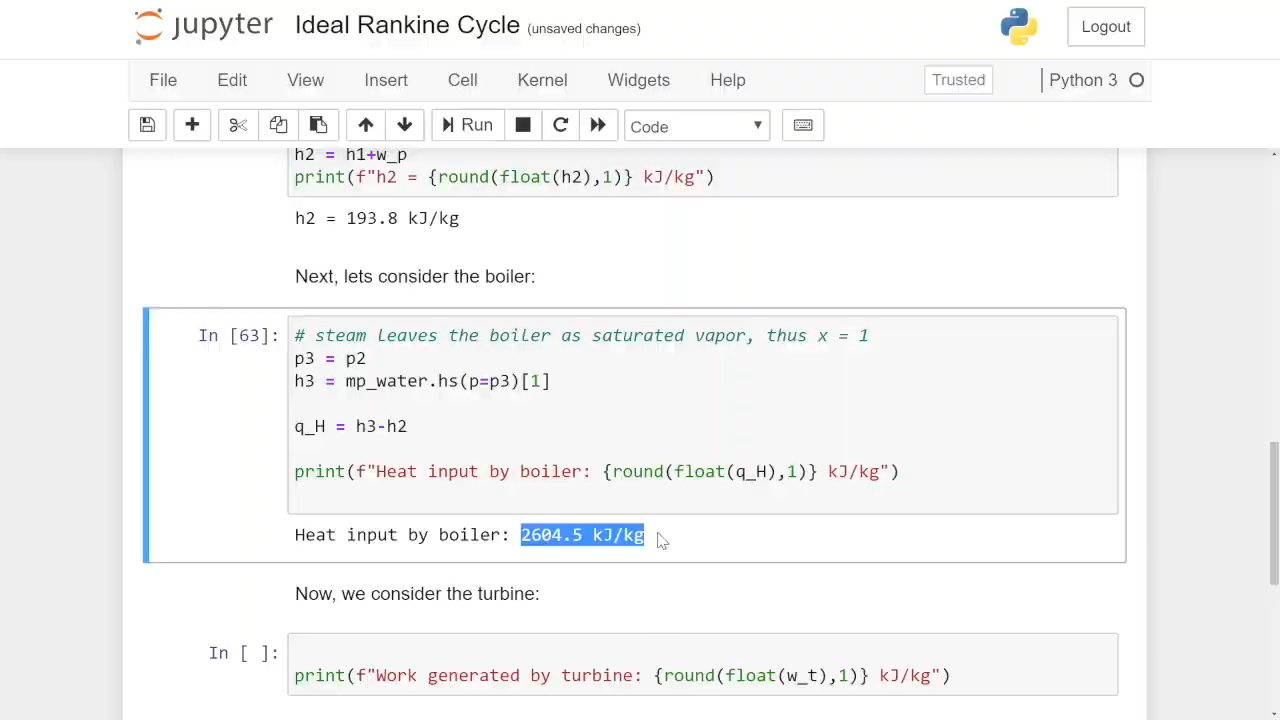 jupyter Ideal Rankine Cycle (unsaved changes) Logout
File Edit View Insert Cell Kernel Widgets Help Trusted Python 3
Run Code
h2 = h1+w_p
print(f"h2 = {round(float(h2),1)} kJ/kg")
h2 = 193.8 kJ/kg
Next, lets consider the boiler:
In [63]: # steam leaves the boiler as saturated vapor, thus x = 1
p3 = p2
h3 = mp_water.hs(p=p3)[1]
q_H = h3-h2
print(f"Heat input by boiler: {round(float(q_H),1)} kJ/kg")
Heat input by boiler: 2604.5 kJ/kg
Now, we consider the turbine:
In [ ]:
print(f"Work generated by turbine: {round(float(w_t),1)} kJ/kg")